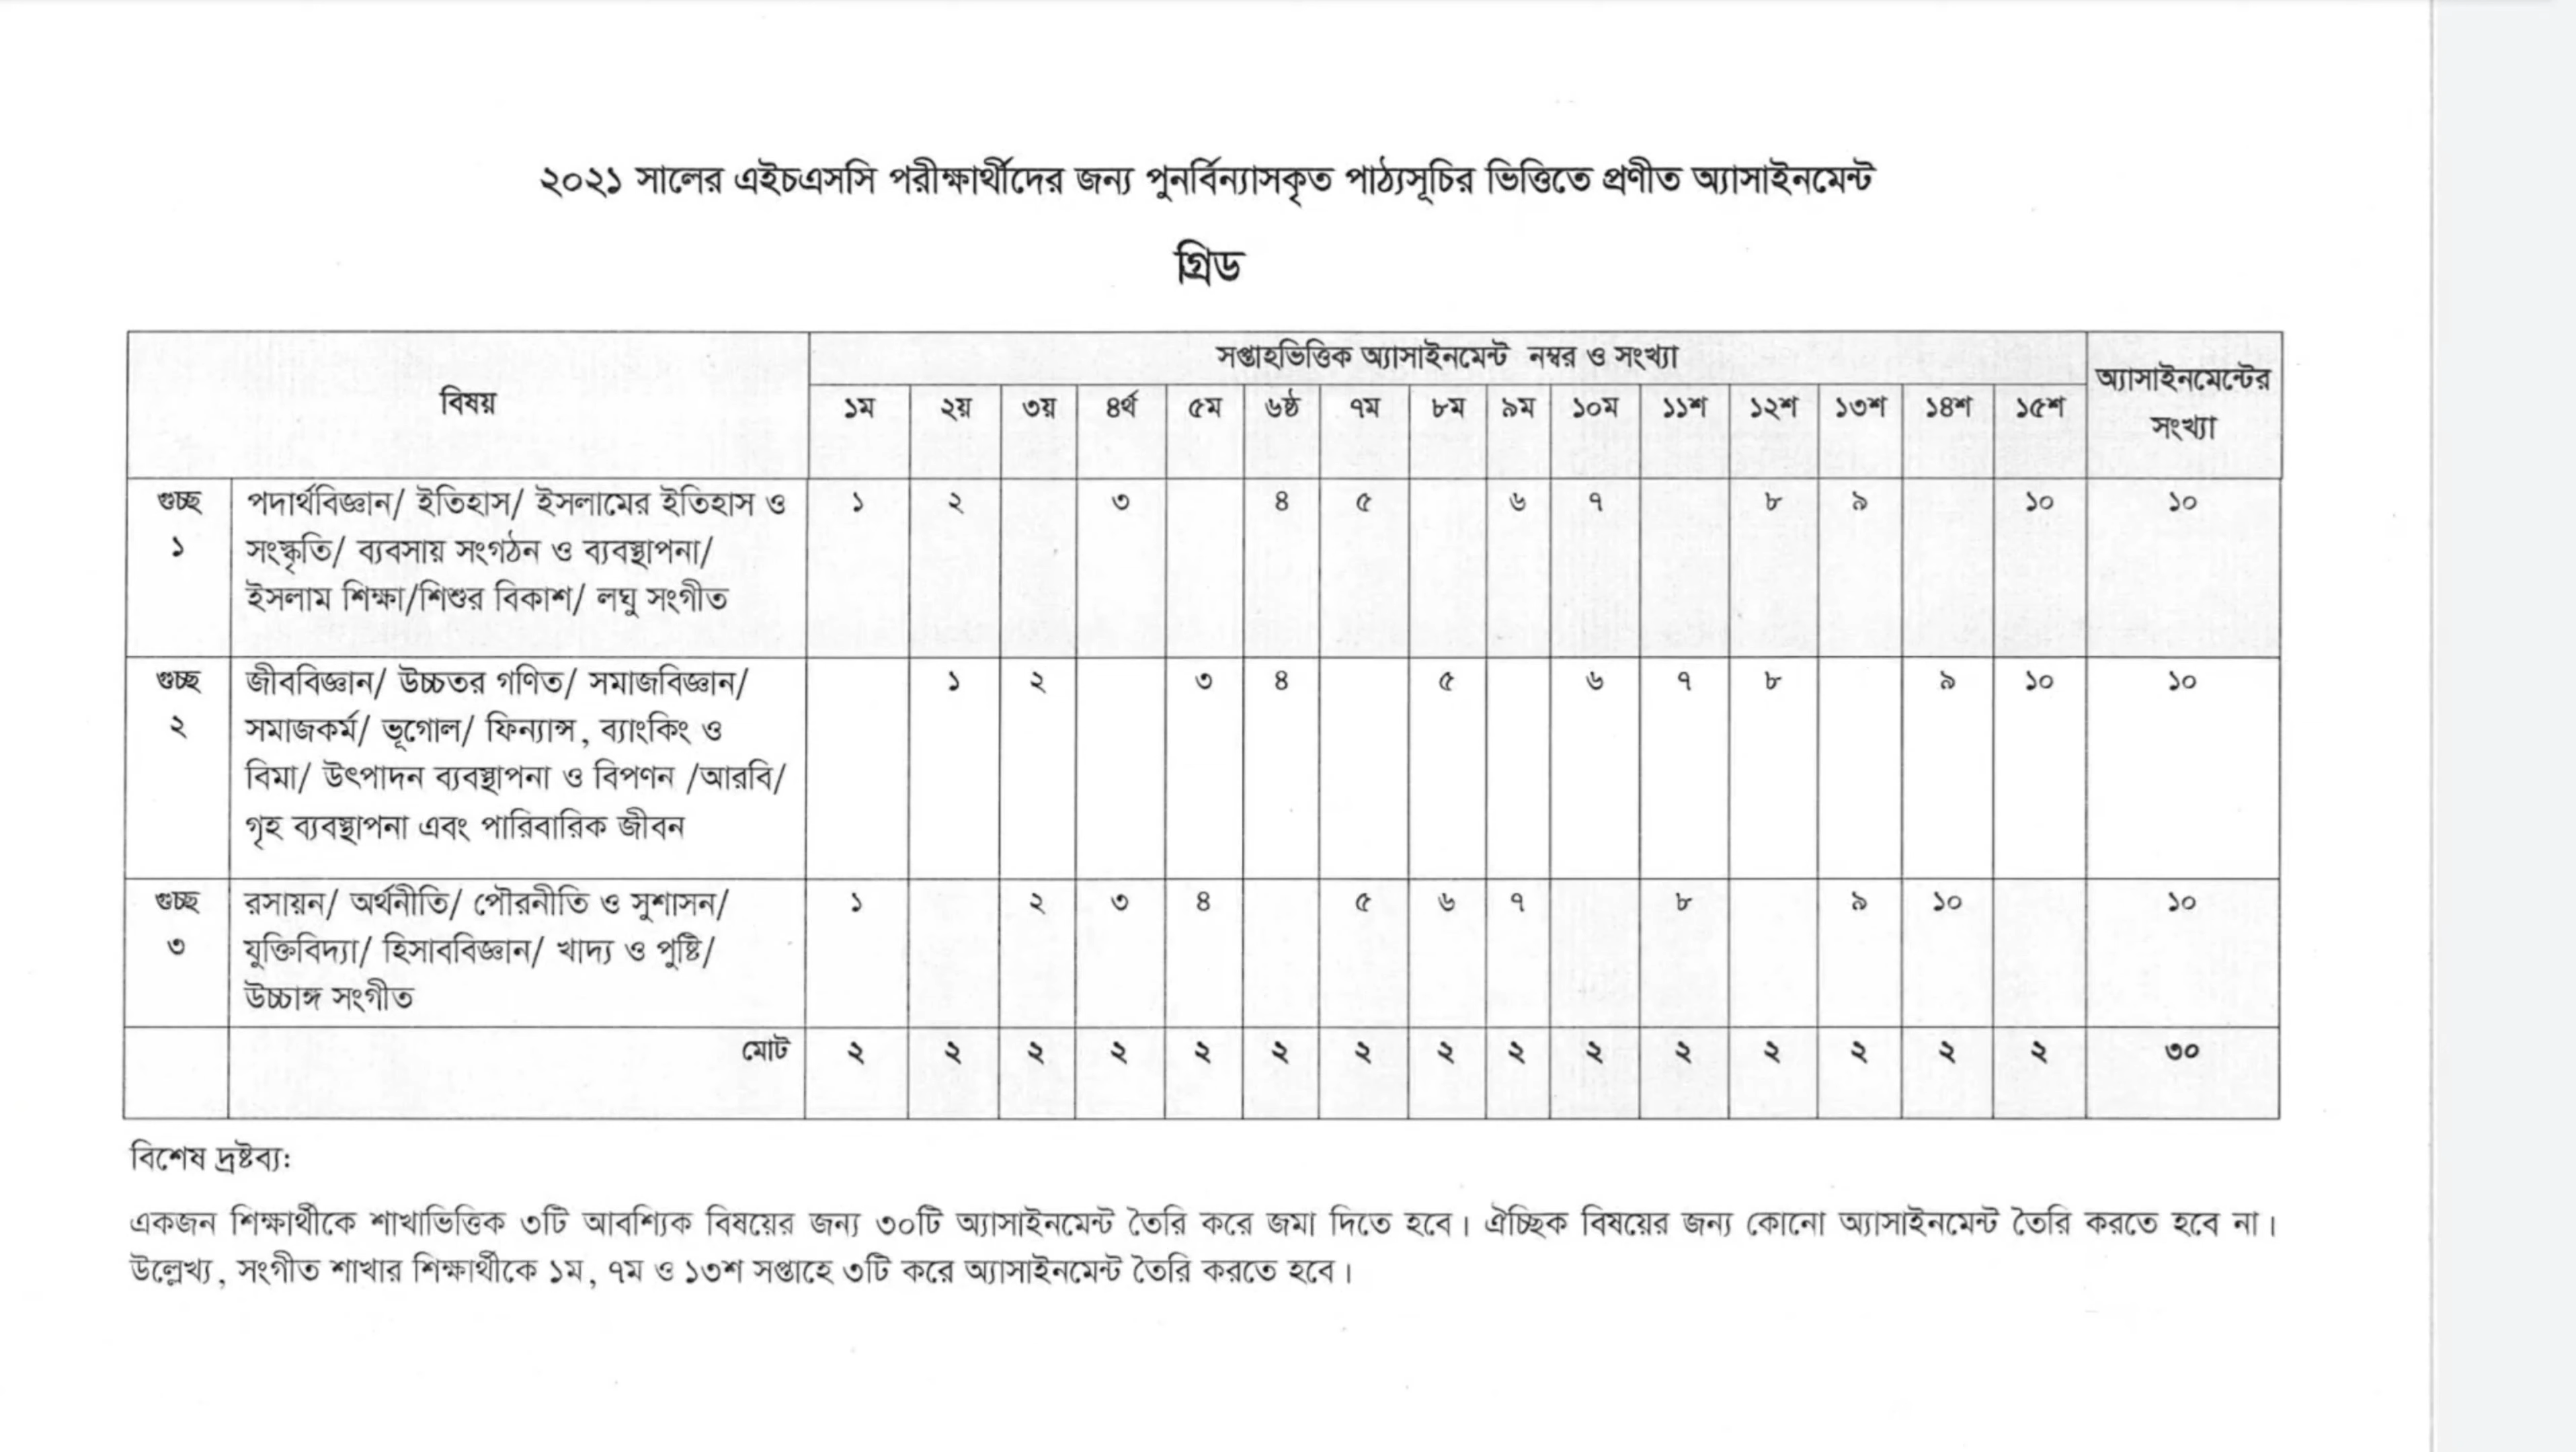 ২০২১ সালের এইচএসসি পরীক্ষার্থীদের জন্য পুনর্বিন্যাসকৃত পাঠ্যসূচির ভিত্তিতে প্রণীত অ্যাসাইনমেন্ট
গ্রিড
বিষয়
সপ্তাহভিত্তিক অ্যাসাইনমেন্ট নম্বর ও সংখ্যা
অ্যাসাইনমেন্টের
সংখ্যা
১ম ২য় ৩য় ৪র্থ ৫ম ৬ষ্ঠ ৭ম ৮ম ৯ম ১০ম ১১শ ১২শ ১৩শ ১৪শ ১৫শ
গুচ্ছ পদার্থবিজ্ঞান/ ইতিহাস/ ইসলামের ইতিহাস ও ১ ২ ৩ ৪ ৫ ৬ ৭ ৮ ৯ ১০ ১০
১ সংস্কৃতি/ ব্যবসায় সংগঠন ও ব্যবস্থাপনা/
ইসলাম শিক্ষা/শিশুর বিকাশ/ লঘু সংগীত
গুচ্ছ জীববিজ্ঞান/ উচ্চতর গণিত/ সমাজবিজ্ঞান/ ১ ২ ৩ ৪ ৫ ৬ ৭ ৮ ৯ ১০ ১০
২ সমাজকর্ম/ ভূগোল/ ফিন্যান্স, ব্যাংকিং ও
বিমা/ উৎপাদন ব্যবস্থাপনা ও বিপণন /আরবি/
গৃহ ব্যবস্থাপনা এবং পারিবারিক জীবন
গুচ্ছ রসায়ন/ অর্থনীতি/ পৌরনীতি ও সুশাসন/ ১ ২ ৩ ৪ ৫ ৬ ৭ ৮ ৯ ১০ ১০
৩ যুক্তিবিদ্যা/ হিসাববিজ্ঞান/ খাদ্য ও পুষ্টি/
উচ্চাঙ্গ সংগীত
মোট ২ ২ ২ ২ ২ ২ ২ ২ ২ ২ ২ ২ ২ ২ ২ ৩০
বিশেষ দ্রষ্টব্য:
একজন শিক্ষার্থীকে শাখাভিত্তিক ৩টি আবশ্যিক বিষয়ের জন্য ৩০টি অ্যাসাইনমেন্ট তৈরি করে জমা দিতে হবে। ঐচ্ছিক বিষয়ের জন্য কোনো অ্যাসাইনমেন্ট তৈরি করতে হবে না।
উল্লেখ্য, সংগীত শাখার শিক্ষার্থীকে ১ম, ৭ম ও ১৩শ সপ্তাহে ৩টি করে অ্যাসাইনমেন্ট তৈরি করতে হবে।